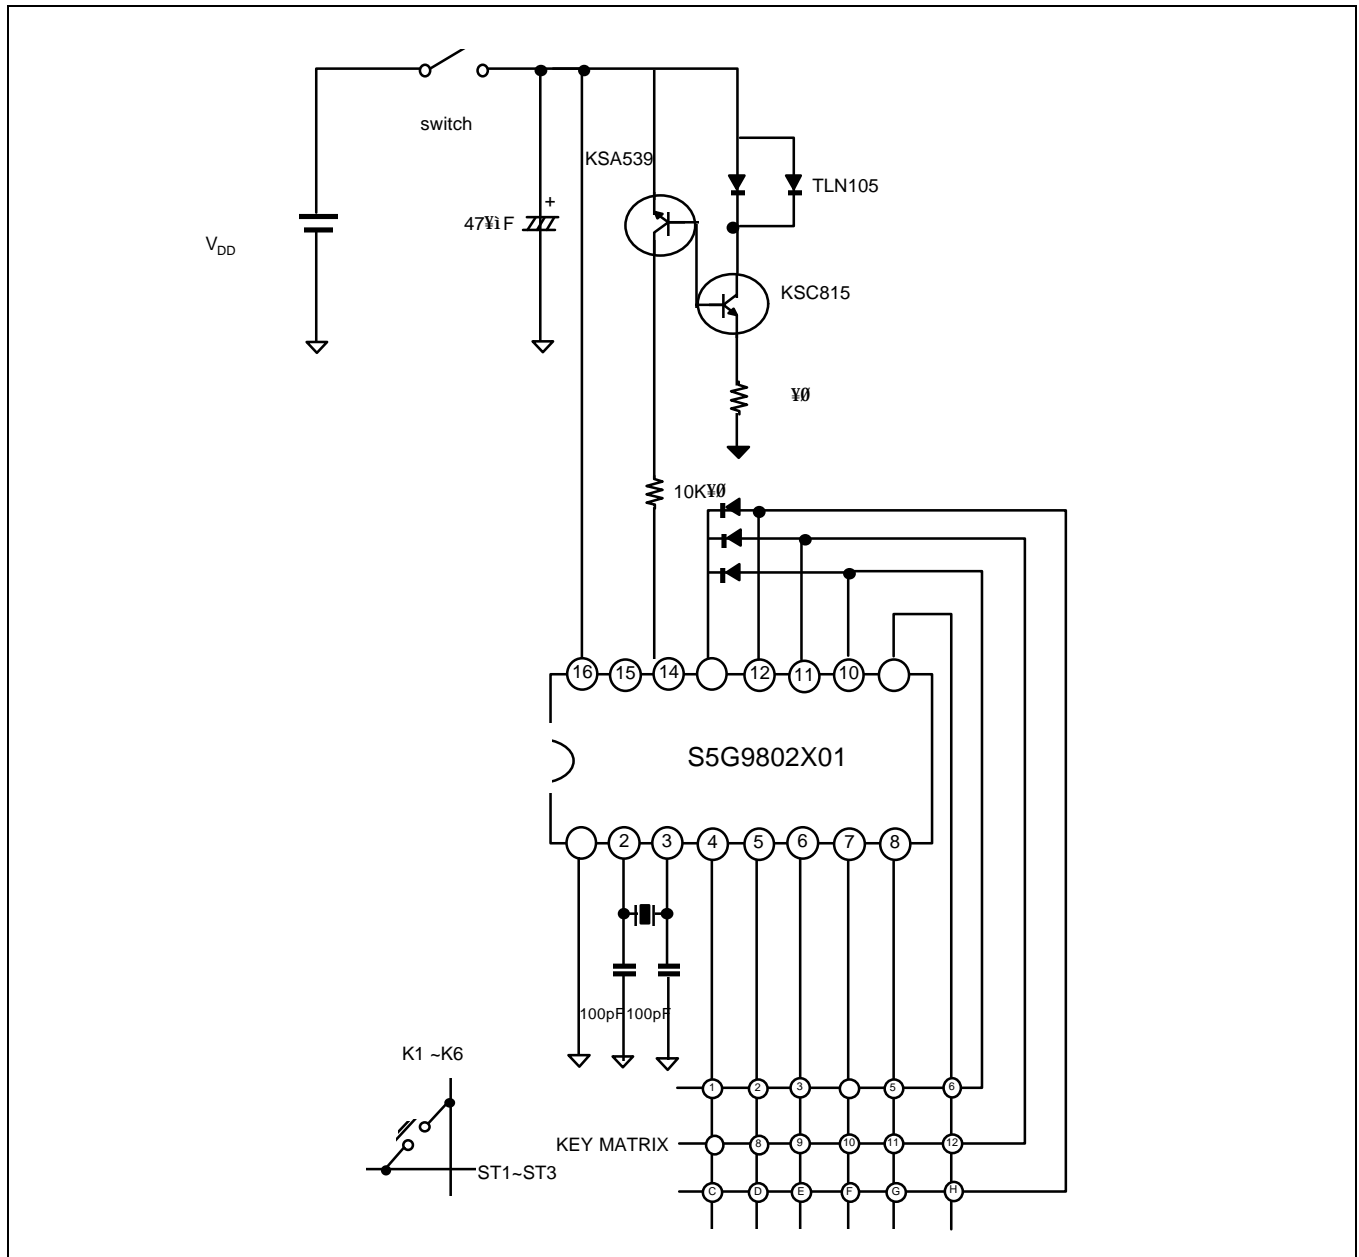 switch
KSA539
TLN105
+
47¥ìF
V_DD
KSC815
¥Ø
10K¥Ø
16 15 14 12 11 10
S5G9802X01
2 3 4 5 6 7 8
100pF 100pF
K1 ~K6
1 2 3 5 6
KEY MATRIX 8 9 10 11 12
ST1~ST3
C D E F G H